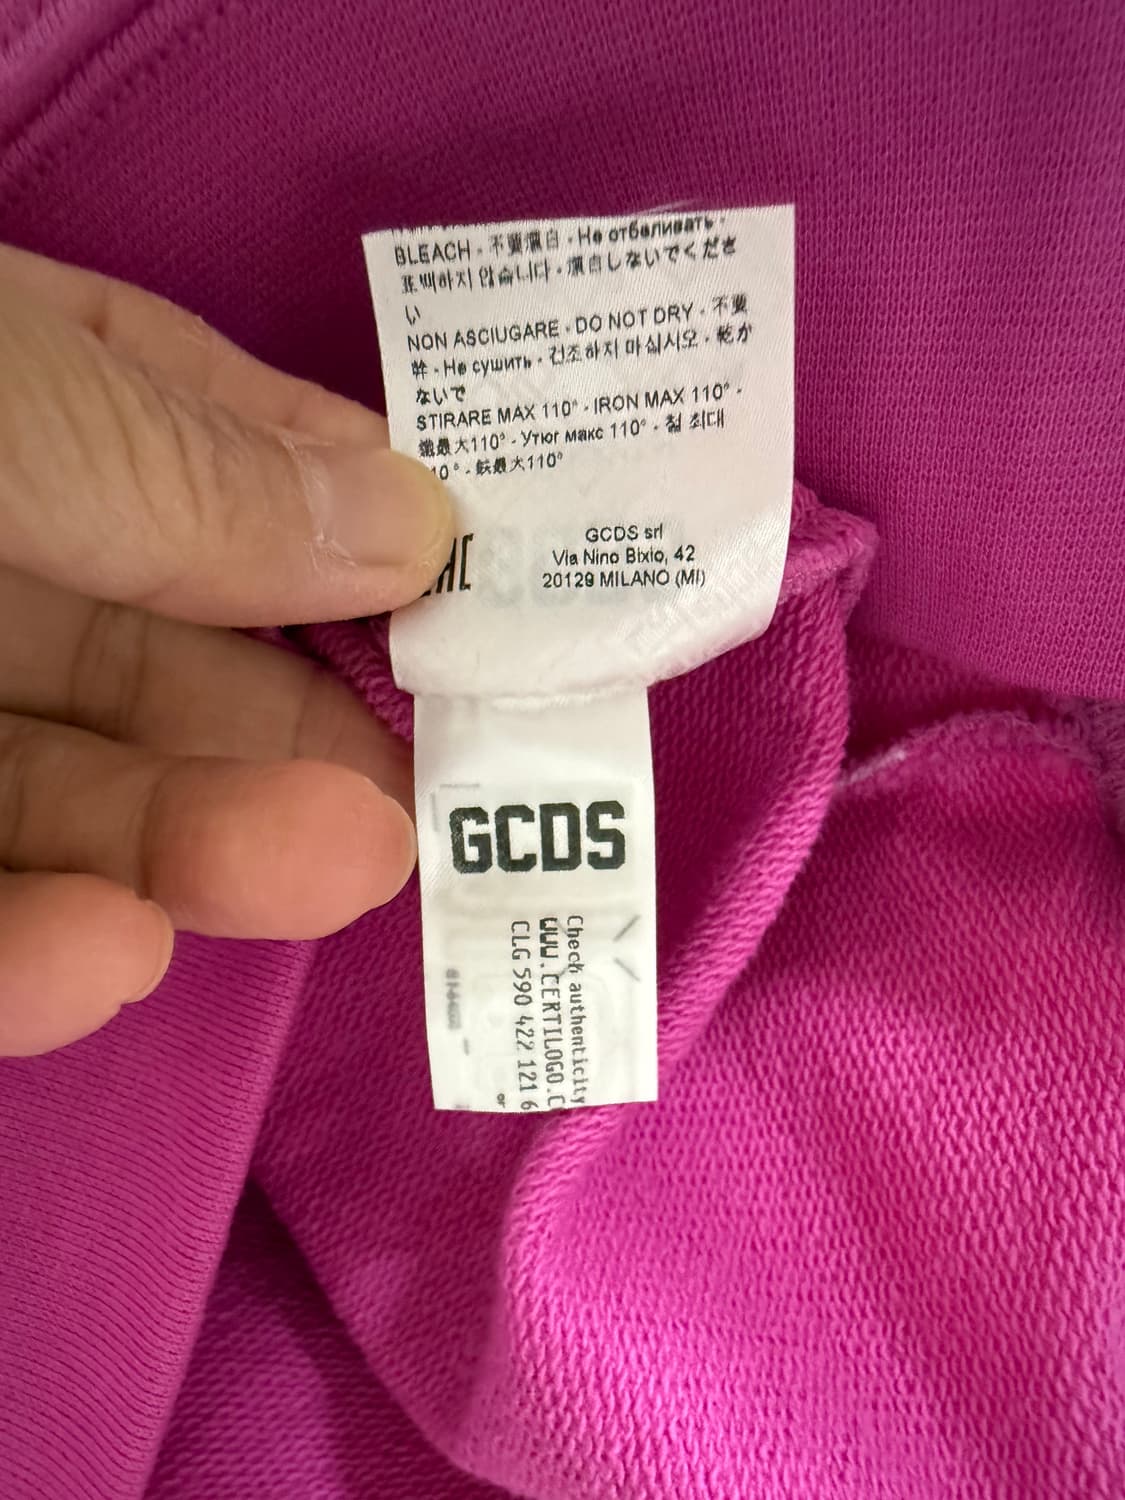 BLEACH - 不要漂白 - Не отбеливать -
표백하지 않습니다 - 漂白しないでくださ
い
NON ASCIUGARE - DO NOT DRY - 不要
幹 - Не сушить - 건조하지 마십시오 - 乾か
ないで
STIRARE MAX 110° - IRON MAX 110° -
最大110° - Утюг макс 110° - 철 최대
10° - 鉄最大110°
GCDS srl
Via Nino Bixio, 42
20129 MILANO (MI)
GCDS
Check authenticity
WWW.CERTILOGO.C
CLG 590 422 121 6
or